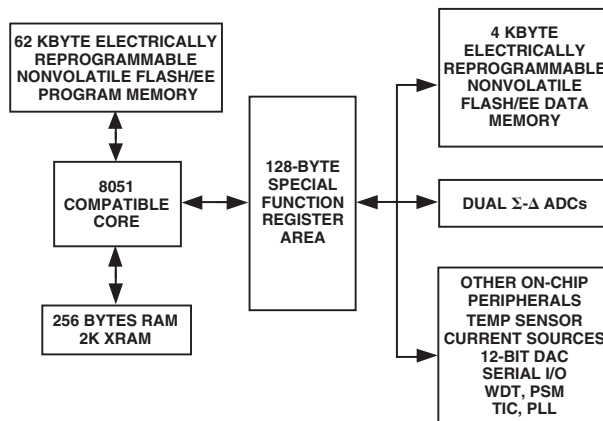 62 KBYTE ELECTRICALLY
REPROGRAMMABLE
NONVOLATILE FLASH/EE
PROGRAM MEMORY
8051
COMPATIBLE
CORE
256 BYTES RAM
2K XRAM
128-BYTE
SPECIAL
FUNCTION
REGISTER
AREA
4 KBYTE
ELECTRICALLY
REPROGRAMMABLE
NONVOLATILE
FLASH/EE DATA
MEMORY
DUAL Σ-Δ ADCs
OTHER ON-CHIP
PERIPHERALS
TEMP SENSOR
CURRENT SOURCES
12-BIT DAC
SERIAL I/O
WDT, PSM
TIC, PLL